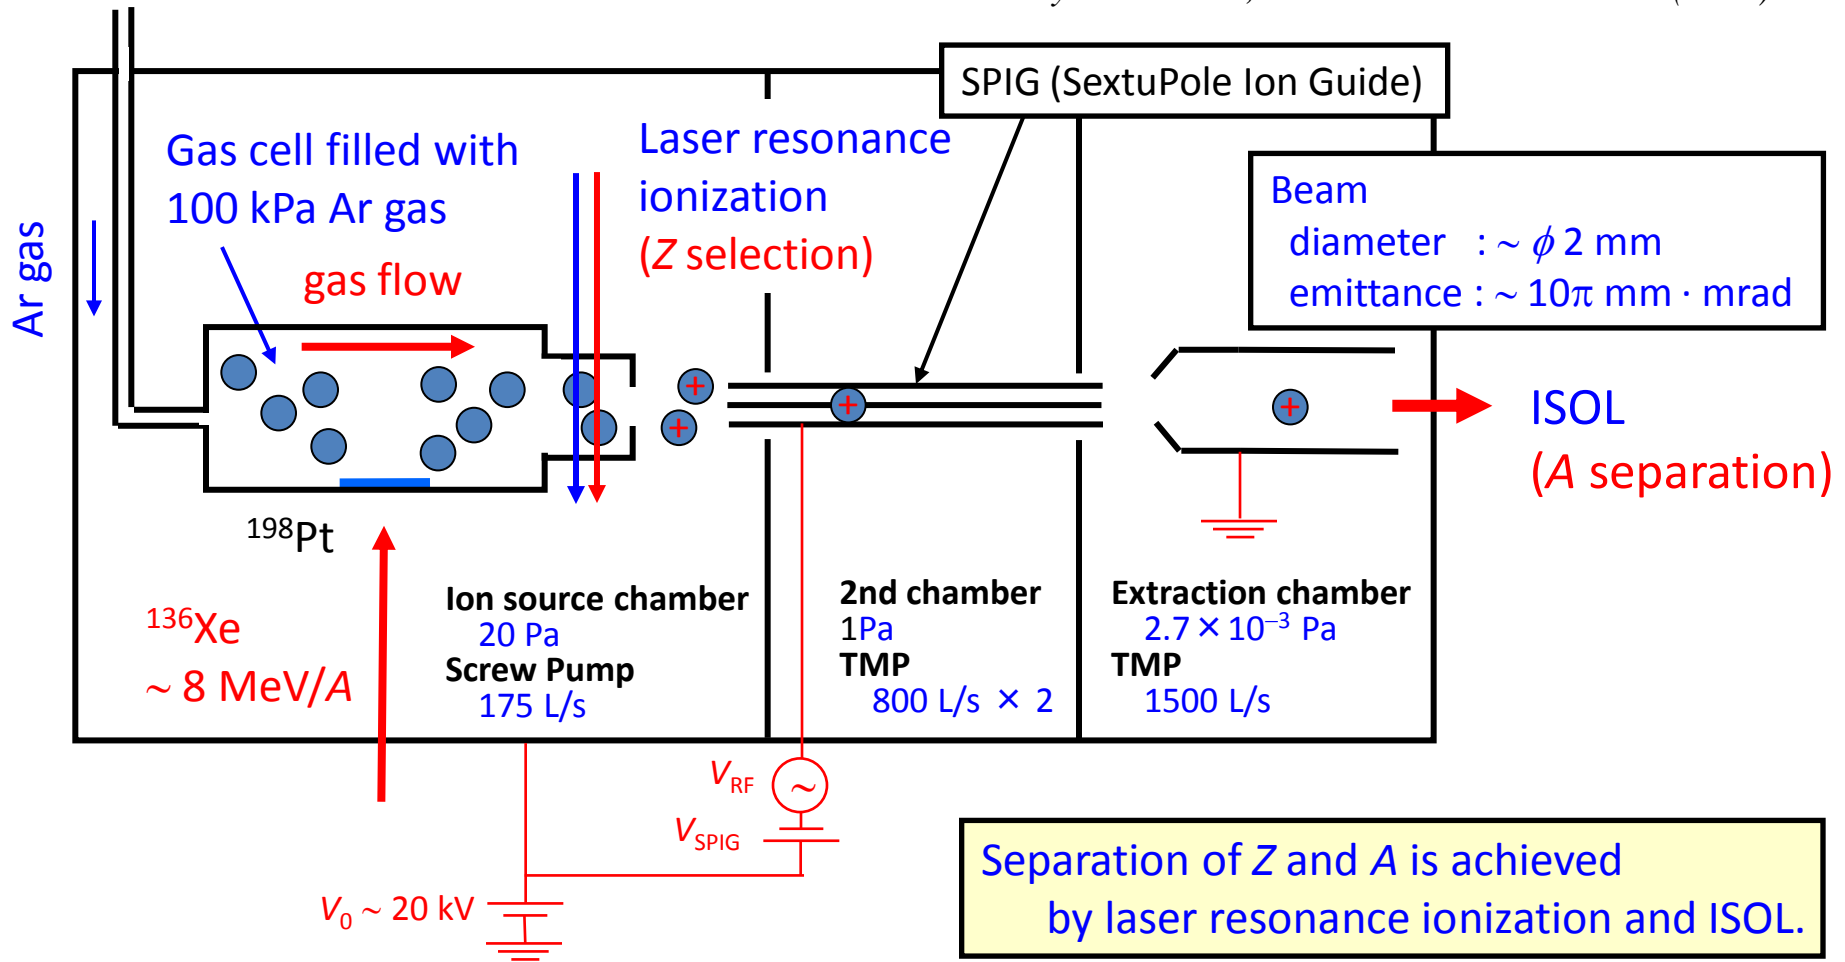 SPIG (SextuPole Ion Guide)
Gas cell filled with
100 kPa Ar gas
gas flow
Ar gas
Laser resonance
ionization
(Z selection)
Beam
diameter : ~ ϕ 2 mm
emittance : ~ 10π mm · mrad
+
+
+
+
ISOL
(A separation)
¹⁹⁸Pt
¹³⁶Xe
~ 8 MeV/A
Ion source chamber
20 Pa
Screw Pump
175 L/s
2nd chamber
1Pa
TMP
800 L/s × 2
Extraction chamber
2.7 × 10⁻³ Pa
TMP
1500 L/s
V_RF
~
V_SPIG
V₀ ~ 20 kV
Separation of Z and A is achieved
by laser resonance ionization and ISOL.